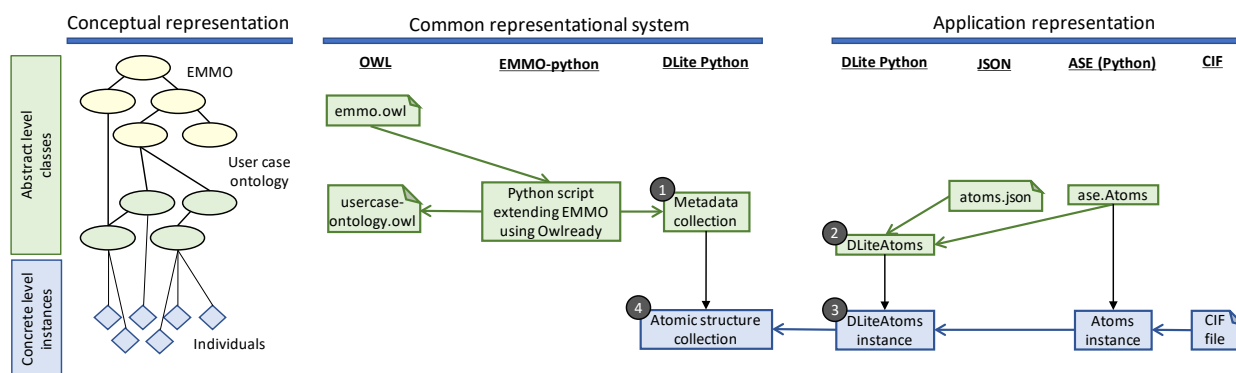 Conceptual representation
Common representational system
Application representation
OWL
EMMO-python
DLite Python
DLite Python
JSON
ASE (Python)
CIF
Abstract level
classes
EMMO
User case
ontology
emmo.owl
usercase-
ontology.owl
Python script
extending EMMO
using Owlready
1
Metadata
collection
atoms.json
ase.Atoms
2
DLiteAtoms
Concrete level
instances
Individuals
4
Atomic structure
collection
3
DLiteAtoms
instance
Atoms
instance
CIF
file